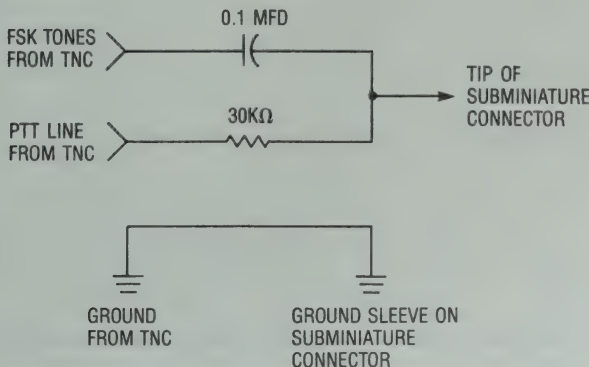 0.1 MFD
FSK TONES
FROM TNC
TIP OF
SUBMINIATURE
CONNECTOR
30KΩ
PTT LINE
FROM TNC
GROUND
FROM TNC
GROUND SLEEVE ON
SUBMINIATURE
CONNECTOR